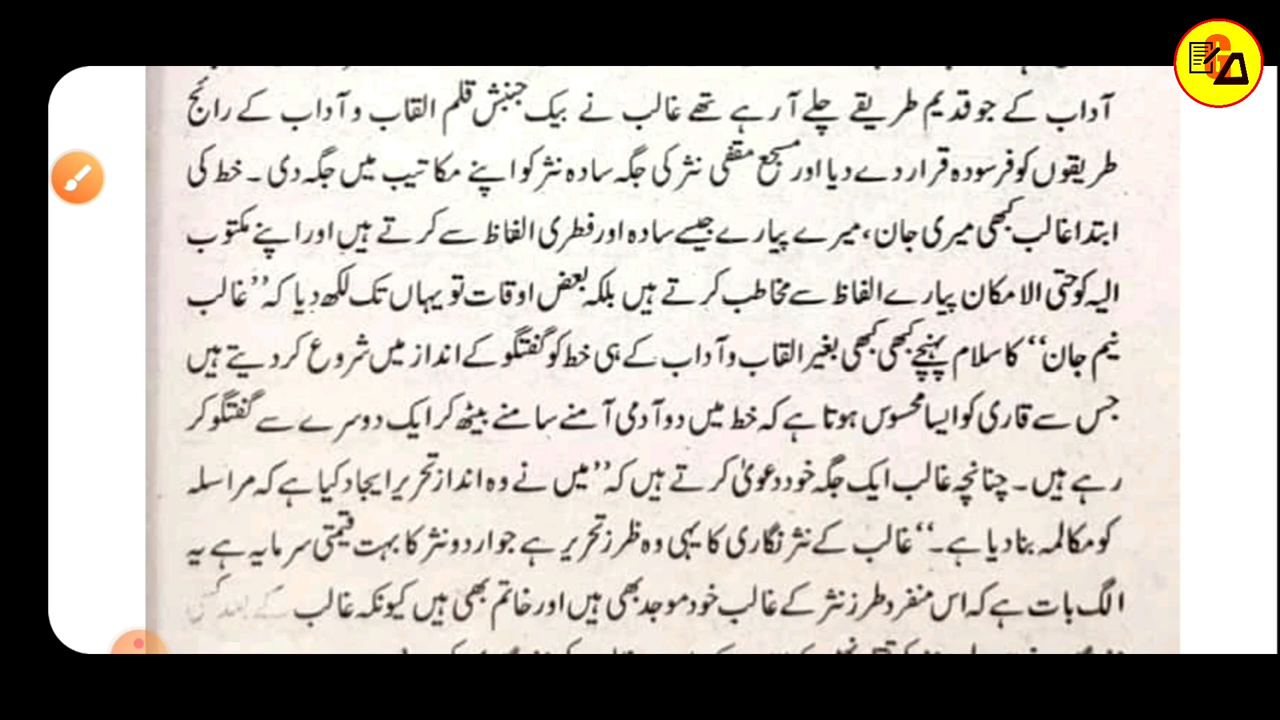 آداب کے جو قدیم طریقے چلے آ رہے تھے غالب نے بیک جنبش قلم القاب و آداب کے رائج
طریقوں کو فرسودہ قرار دے دیا اور مسجع مقفی نثر کی جگہ سادہ نثر کو اپنے مکاتیب میں جگہ دی ۔ خط کی
ابتدا غالب کبھی میری جان، میرے پیارے جیسے سادہ اور فطری الفاظ سے کرتے ہیں اور اپنے مکتوب
الیہ کو حتی الامکان پیارے الفاظ سے مخاطب کرتے ہیں بلکہ بعض اوقات تو یہاں تک لکھ دیا کہ ”غالب
نیم جان“ کا سلام پہنچے کبھی کبھی بغیر القاب و آداب کے ہی خط کو گفتگو کے انداز میں شروع کر دیتے ہیں
جس سے قاری کو ایسا محسوس ہوتا ہے کہ خط میں دو آدمی آمنے سامنے بیٹھ کر ایک دوسرے سے گفتگو کر
رہے ہیں ۔ چنانچہ غالب ایک جگہ خود دعویٰ کرتے ہیں کہ ”میں نے وہ انداز تحریر ایجاد کیا ہے کہ مراسلہ
کو مکالمہ بنا دیا ہے۔“ غالب کے نثر نگاری کا یہی وہ طرز تحریر ہے جو اردو نثر کا بہت قیمتی سرمایہ ہے یہ
الگ بات ہے کہ اس منفرد طرز نثر کے غالب خود موجد بھی ہیں اور خاتم بھی ہیں کیونکہ غالب کے بعد کسی